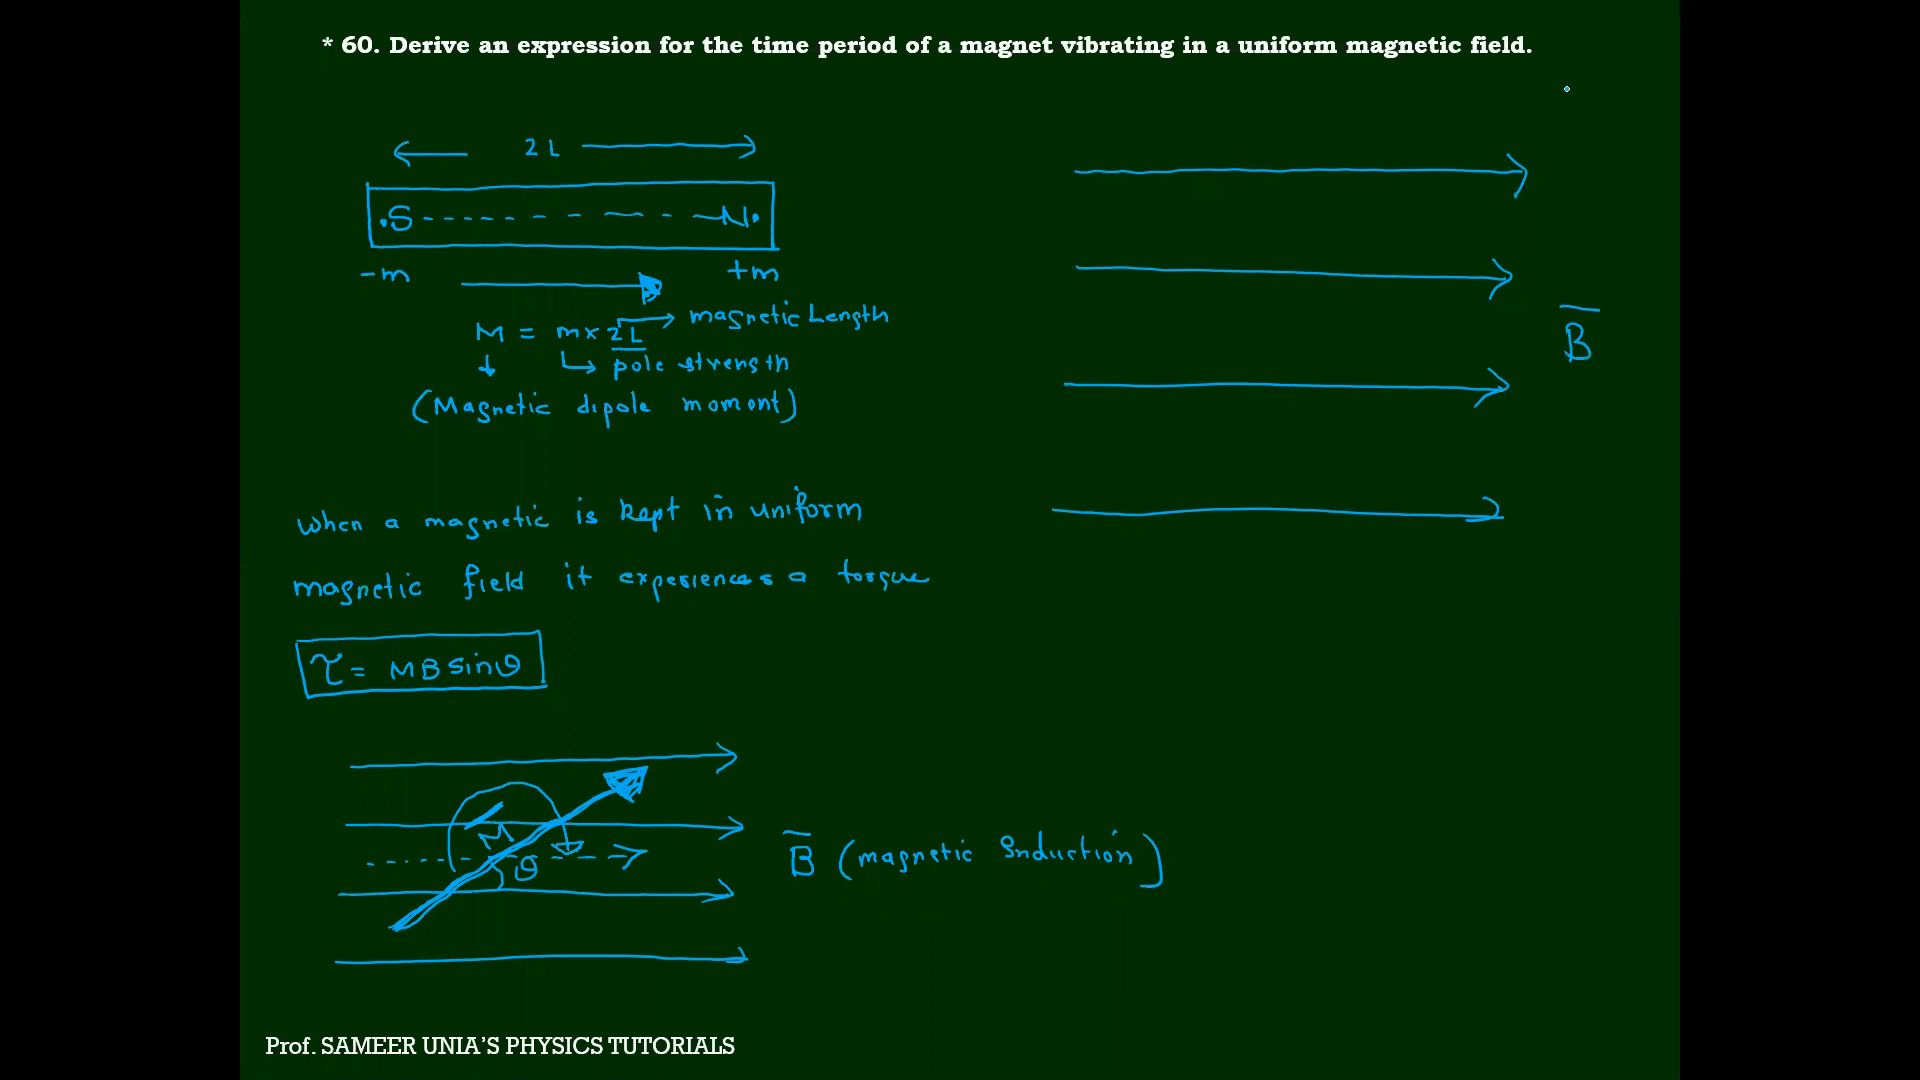 * 60. Derive an expression for the time period of a magnet vibrating in a uniform magnetic field.
2L
.S N.
-m +m
M = m x 2L → magnetic Length
pole strength
(Magnetic dipole moment)
B
When a magnetic is kept in uniform
magnetic field it experiences a torque
τ = MB sinθ
M
θ
B (magnetic Induction)
Prof. SAMEER UNIA'S PHYSICS TUTORIALS